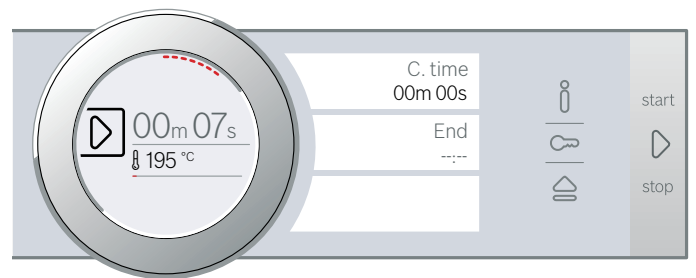 00m 07s
195 °C
C. time
00m 00s
End
--:--
start
stop